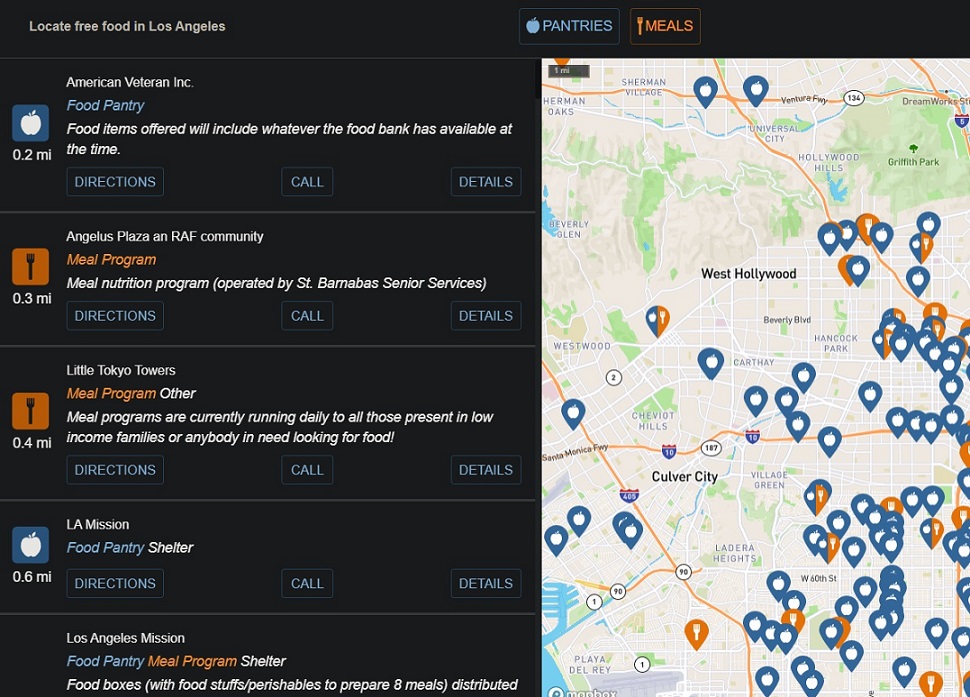 Locate free food in Los Angeles
PANTRIES
MEALS
American Veteran Inc.
Food Pantry
Food items offered will include whatever the food bank has available at
the time.
0.2 mi
DIRECTIONS
CALL
DETAILS
Angelus Plaza an RAF community
Meal Program
Meal nutrition program (operated by St. Barnabas Senior Services)
0.3 mi
DIRECTIONS
CALL
DETAILS
Little Tokyo Towers
Meal Program Other
Meal programs are currently running daily to all those present in low
income families or anybody in need looking for food!
0.4 mi
DIRECTIONS
CALL
DETAILS
LA Mission
Food Pantry Shelter
0.6 mi
DIRECTIONS
CALL
DETAILS
Los Angeles Mission
Food Pantry Meal Program Shelter
Food boxes (with food stuffs/perishables to prepare 8 meals) distributed
1 mi
SHERMAN
VILLAGE
HERMAN
OAKS
Ventura Fwy
134
DreamWorks Sti
5
UNIVERSAL
CITY
HOLLYWOOD
HILLS
Griffith Park
BEVERLY
GLEN
West Hollywood
Beverly Blvd
HANCOCK
PARK
WESTWOOD
CARTHAY
2
CHEVIOT
HILLS
10
187
10
Santa Monica Fwy
Culver City
VILLAGE
GREEN
405
LADERA
HEIGHTS
90
W 60th St
90
1
PLAYA
DEL REY
1
mapbox